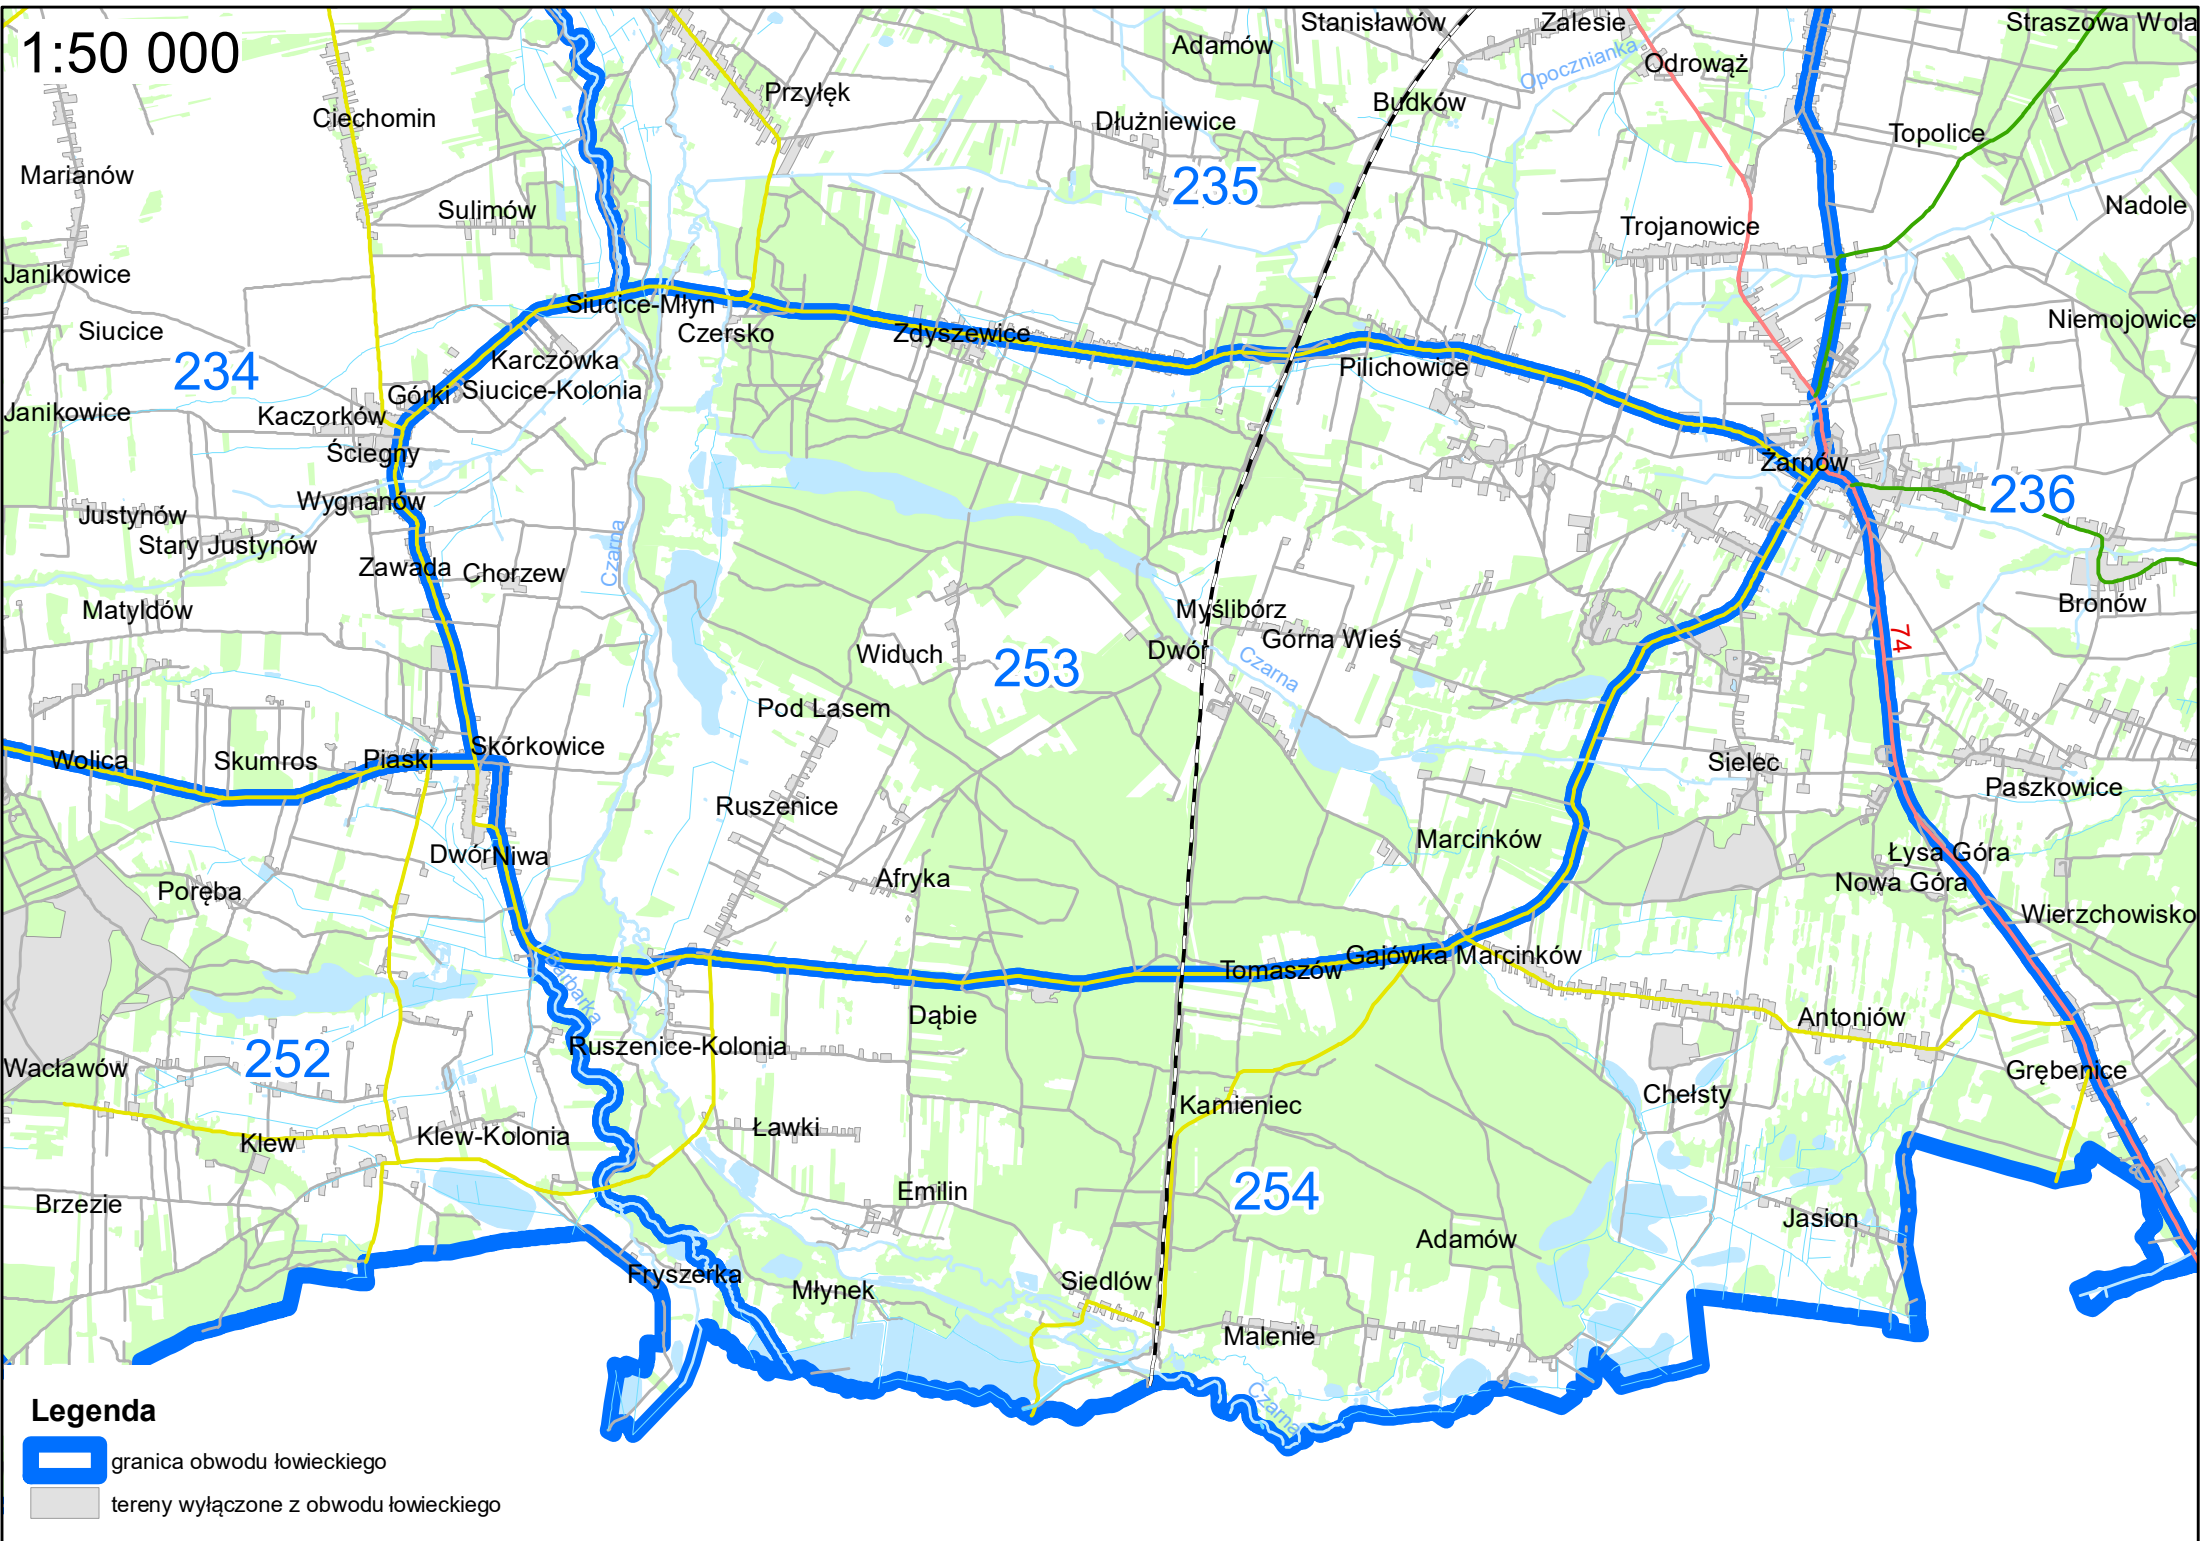 1:50 000
Stanisławów
Zalesie
Straszowa Wola
Adamów
Opocznianka
Odrowąż
Przyłęk
Budków
Ciechomin
Dłużniewice
Topolice
Marianów
235
Sulimów
Nadole
Trojanowice
Janikowice
Siucice-Młyn
Siucice
Czersko
Zdyszewice
Niemojowice
234
Karczówka
Pilichowice
Górki
Siucice-Kolonia
Janikowice
Kaczorków
Ściegny
Żarnów
Wygnanów
236
Justynów
Stary Justynów
Czarna
Zawada
Chorzew
Matyldów
Myślibórz
Bronów
Górna Wieś
74
Widuch
253
Dwór
Czarna
Pod Lasem
Wolica
Skumros
Piaski
Skórkowice
Sielec
Paszkowice
Ruszenice
Marcinków
Dwór
Niwa
Łysa Góra
Poręba
Afryka
Nowa Góra
Wierzchowisko
Gajówka Marcinków
Tomaszów
Barbarka
Dąbie
Antoniów
Ruszenice-Kolonia
252
Wacławów
Grębenice
Kamieniec
Chełsty
Klew
Klew-Kolonia
Ławki
Brzezie
Emilin
254
Jasion
Adamów
Fryszerka
Młynek
Siedlów
Malenie
Czarna
Legenda
granica obwodu łowieckiego
tereny wyłączone z obwodu łowieckiego